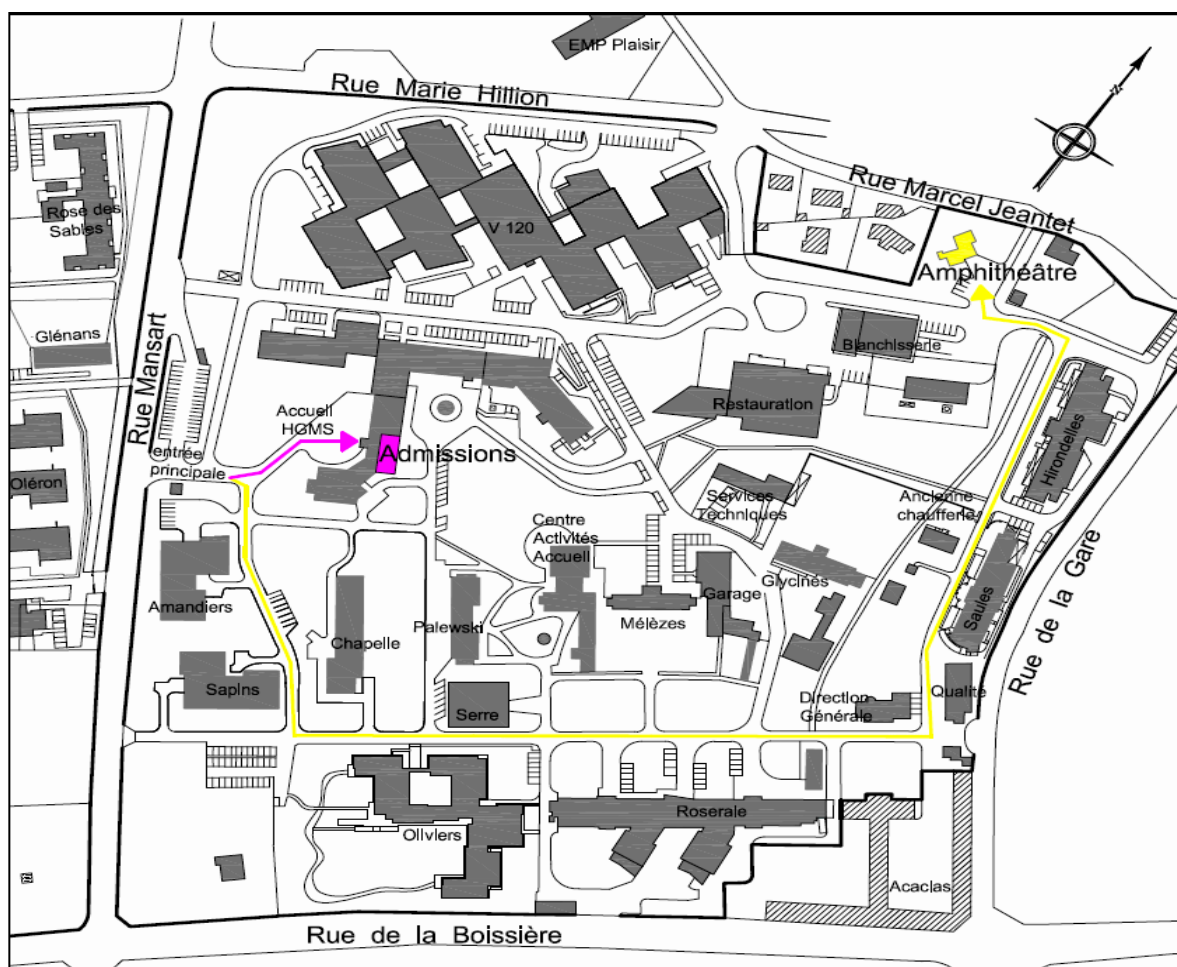 EMP Plaisir
Rue Marie Hillion
N
Rue Marcel Jeantet
Rose des
Sables
V 120
Amphithéâtre
Glénans
Blanchisserie
Rue Mansart
Accueil
HGMS
Restauration
Admissions
entrée
principale
Hirondelles
Oléron
Services
Techniques
Ancienne
chaufferie
Centre
Activités
Accueil
Glycines
Garage
Amandiers
Chapelle
Palewski
Mélèzes
Saules
Rue de la Gare
Sapins
Serre
Direction
Générale
Qualité
Oliviers
Roseraie
Acacias
Rue de la Boissière